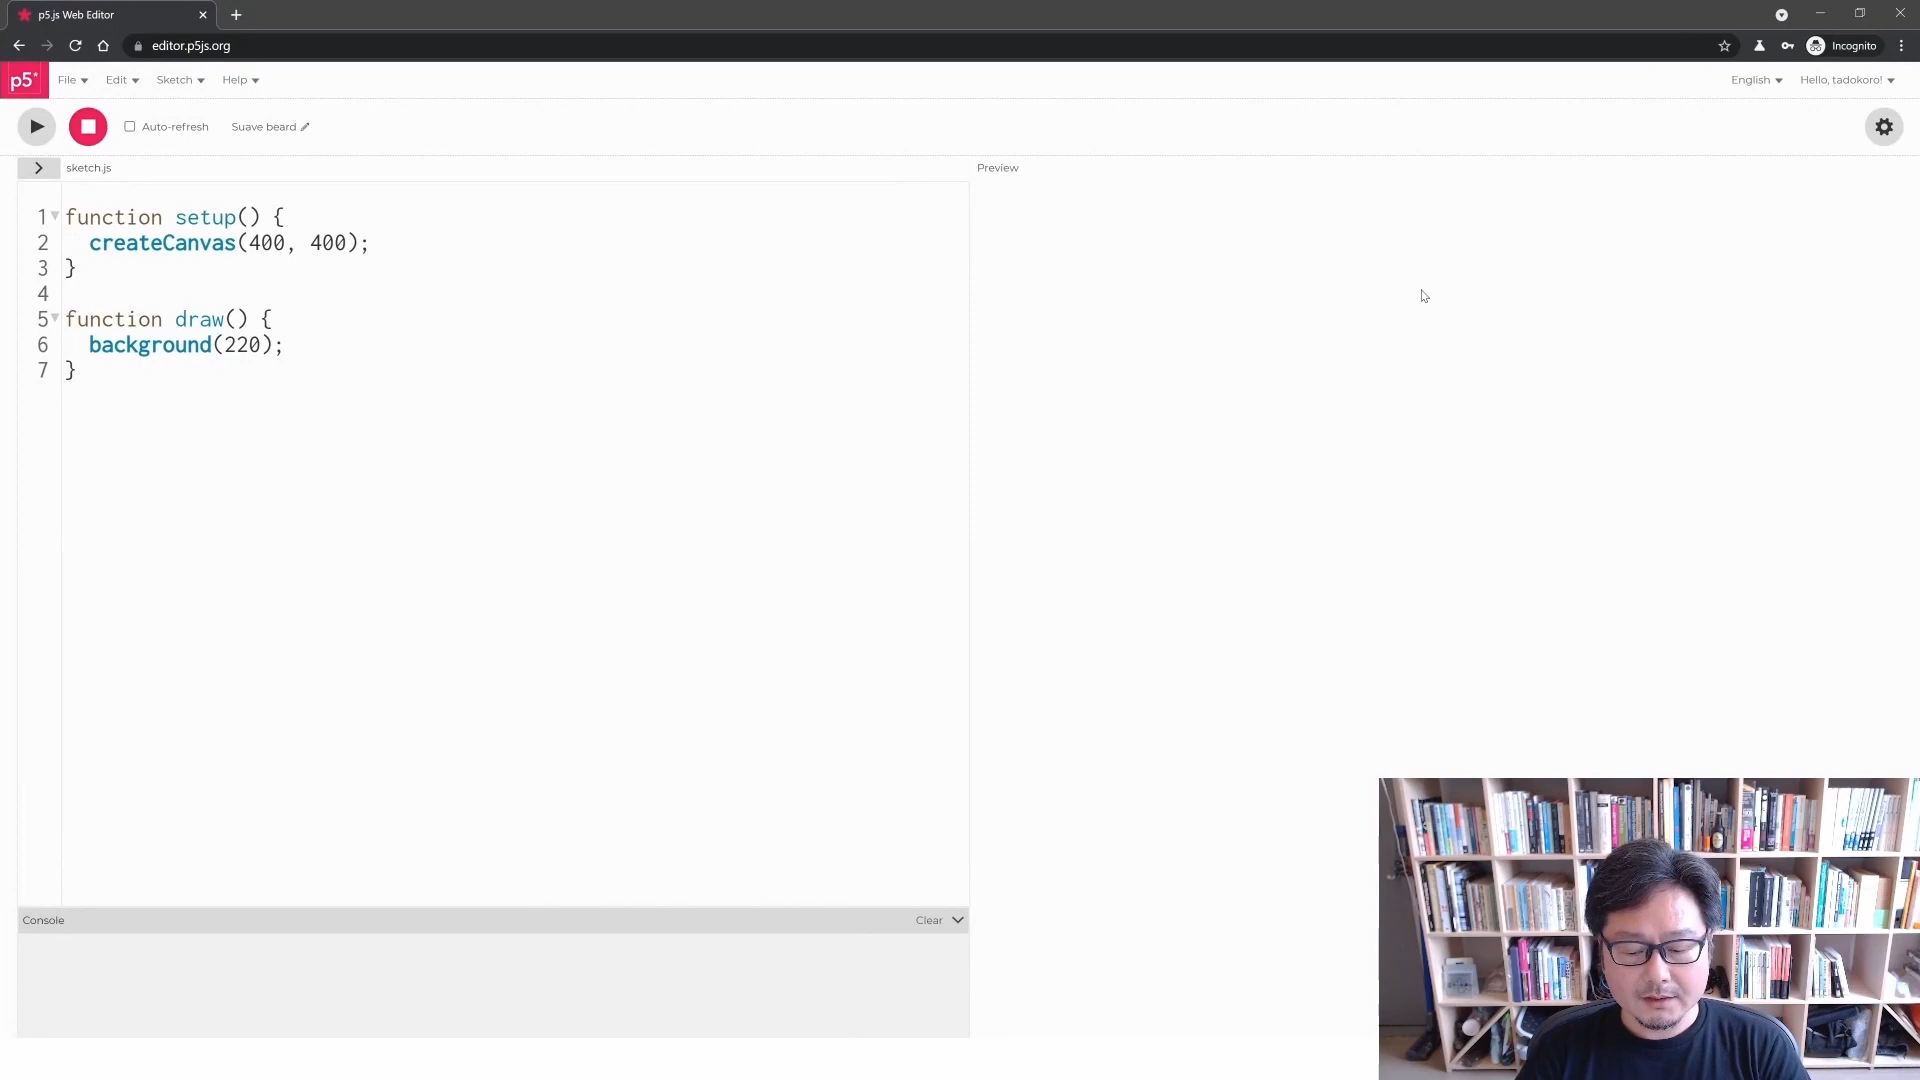 p5.js Web Editor
editor.p5js.org
Incognito
p5*
File
Edit
Sketch
Help
English
Hello, tadokoro!
Auto-refresh
Suave beard
sketch.js
Preview
1 function setup() {
2 createCanvas(400, 400);
3 }
4
5 function draw() {
6 background(220);
7 }
Console
Clear